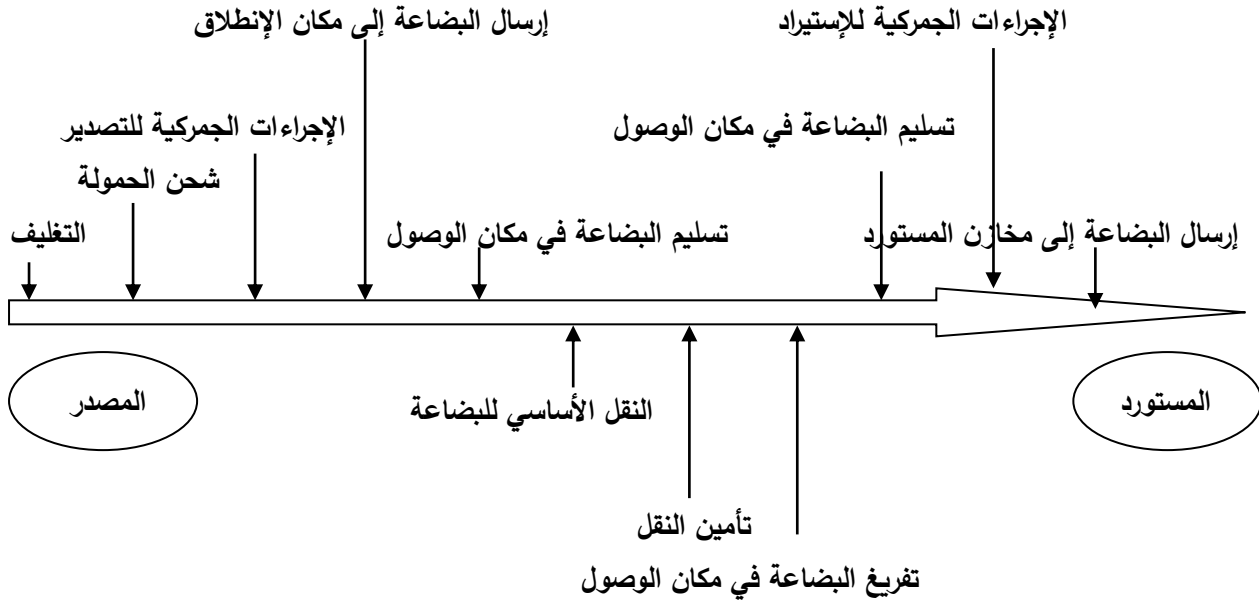 إرسال البضاعة إلى مكان الإنطلاق
الإجراءات الجمركية للإستيراد
الإجراءات الجمركية للتصدير
تسليم البضاعة في مكان الوصول
شحن الحمولة
التغليف
تسليم البضاعة في مكان الوصول
إرسال البضاعة إلى مخازن المستورد
المصدر
النقل الأساسي للبضاعة
المستورد
تأمين النقل
تفريغ البضاعة في مكان الوصول